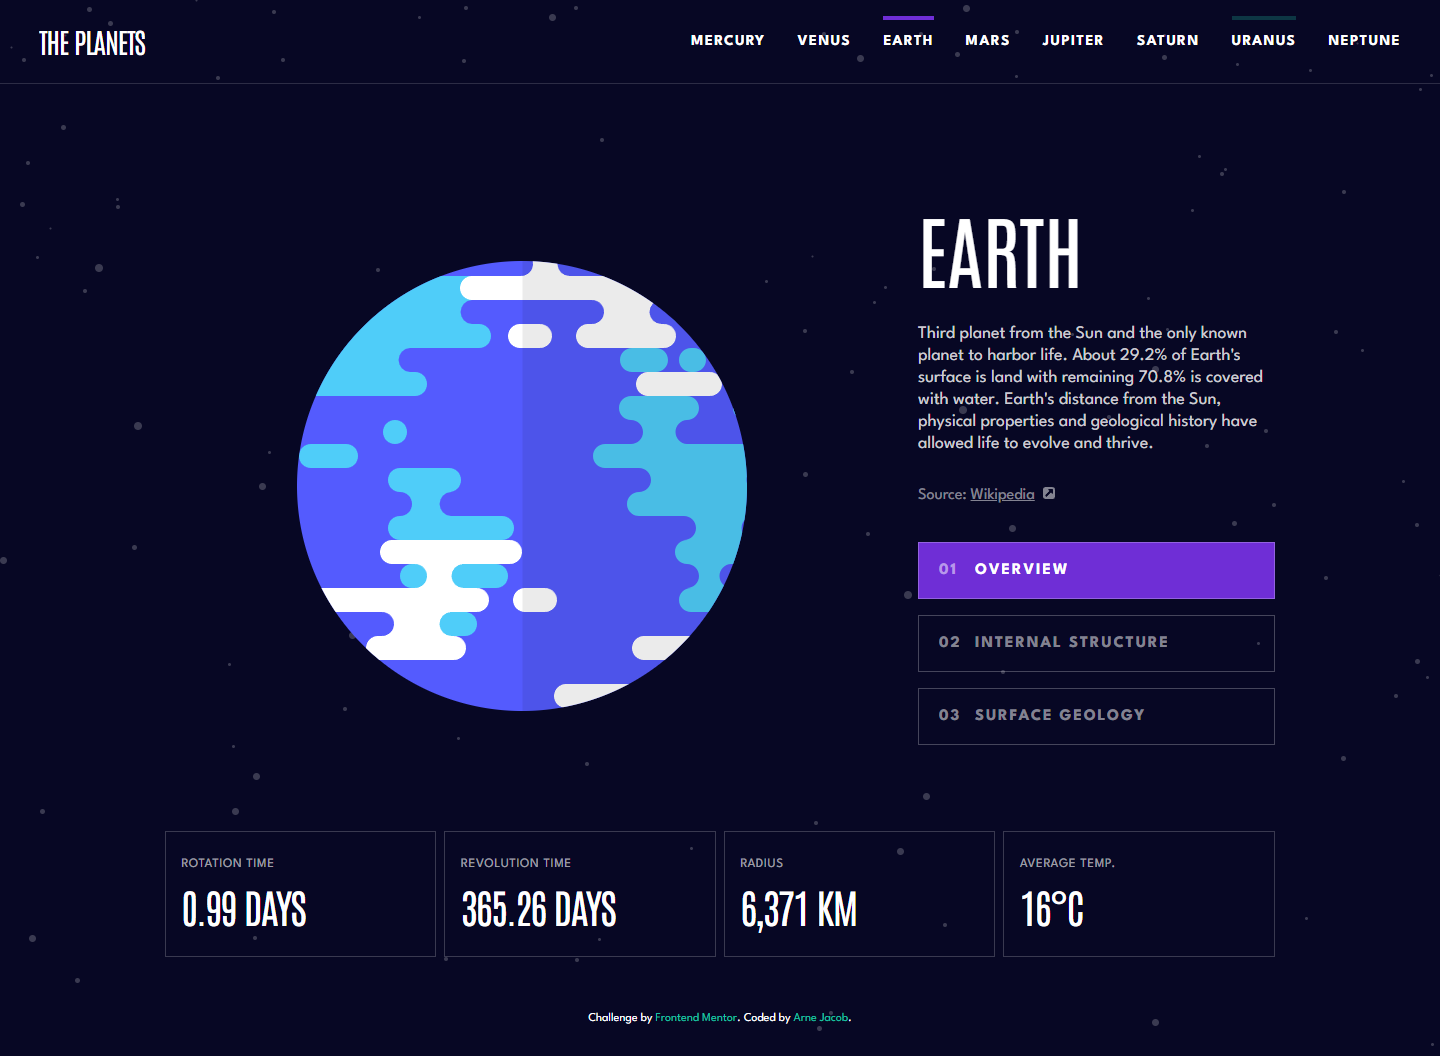 THE PLANETS
MERCURY VENUS EARTH MARS JUPITER SATURN URANUS NEPTUNE
EARTH
Third planet from the Sun and the only known
planet to harbor life. About 29.2% of Earth's
surface is land with remaining 70.8% is covered
with water. Earth's distance from the Sun,
physical properties and geological history have
allowed life to evolve and thrive.
Source: Wikipedia
01 OVERVIEW
02 INTERNAL STRUCTURE
03 SURFACE GEOLOGY
ROTATION TIME
0.99 DAYS
REVOLUTION TIME
365.26 DAYS
RADIUS
6,371 KM
AVERAGE TEMP.
16°C
Challenge by Frontend Mentor. Coded by Arne Jacob.